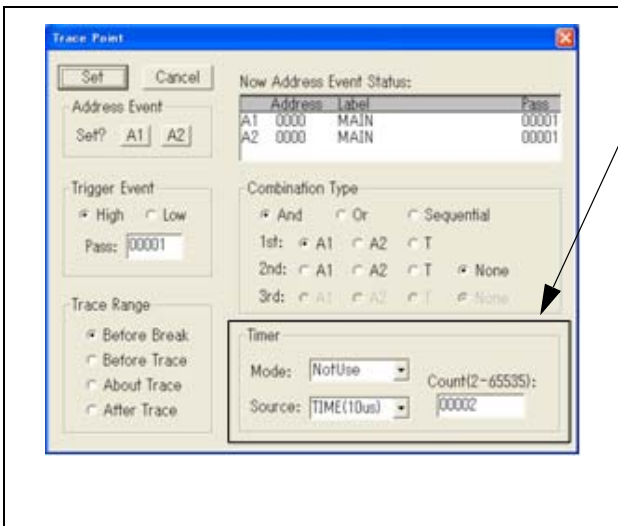 Trace Point
Set Cancel
Now Address Event Status:
Address Label Pass
A1 0000 MAIN 00001
A2 0000 MAIN 00001
Address Event
Set? A1 A2
Trigger Event
High Low
Pass: 00001
Combination Type
And Or Sequential
1st: A1 A2 T
2nd: A1 A2 T None
3rd: A1 A2 T None
Trace Range
Before Break
Before Trace
About Trace
After Trace
Timer
Mode: NotUse
Count(2-65535):
Source: TIME(10us) 00002